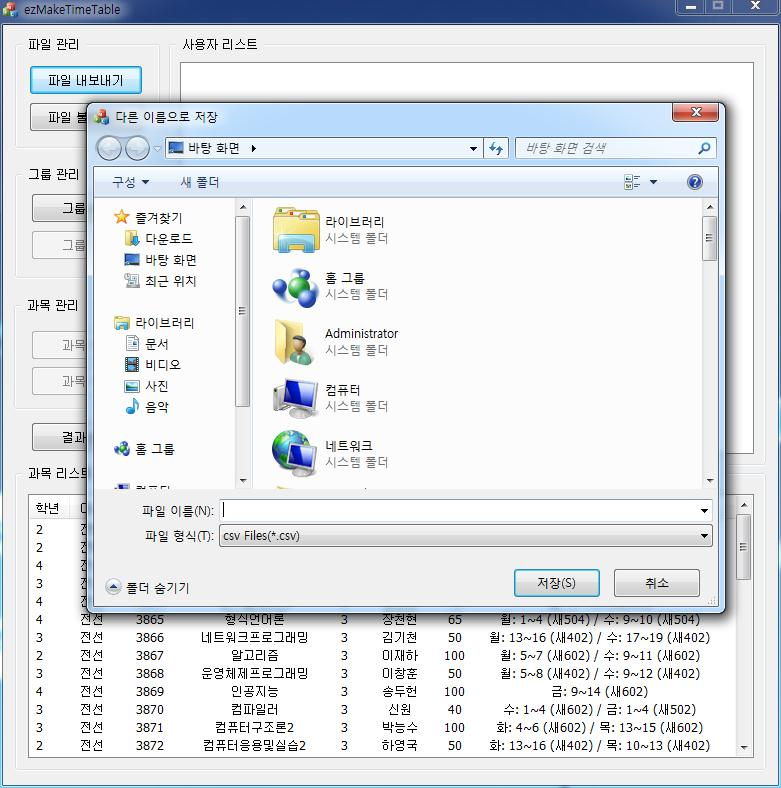 ezMakeTimeTable
파일 관리
사용자 리스트
파일 내보내기
파일 불
다른 이름으로 저장
바탕 화면
바탕 화면 검색
구성
새 폴더
그룹 관리
그룹
그룹
즐겨찾기
다운로드
바탕 화면
최근 위치
라이브러리
문서
비디오
사진
음악
홈 그룹
라이브러리
시스템 폴더
홈 그룹
시스템 폴더
Administrator
시스템 폴더
컴퓨터
시스템 폴더
네트워크
시스템 폴더
과목 관리
과목
과목
결과
과목 리스트
파일 이름(N):
파일 형식(T): csv Files(*.csv)
폴더 숨기기
저장(S)
취소
학년
2
2
4
3
4
전선
전선
전선
전선
4 전선 3865 형식언어론 3 장천현 65 월: 1~4 (새504) / 수: 9~10 (새504)
3 전선 3866 네트워크프로그래밍 3 김기천 50 월: 13~16 (새402) / 수: 17~19 (새402)
2 전선 3867 알고리즘 3 이재하 100 월: 5~7 (새602) / 수: 9~11 (새602)
3 전선 3868 운영체제프로그래밍 3 이창훈 50 월: 5~8 (새402) / 수: 9~12 (새402)
4 전선 3869 인공지능 3 송두헌 100 금: 9~14 (새602)
3 전선 3870 컴파일러 3 신원 40 수: 1~4 (새602) / 금: 1~4 (새502)
3 전선 3871 컴퓨터구조론2 3 박능수 100 화: 4~6 (새602) / 목: 13~15 (새602)
2 전선 3872 컴퓨터응용및실습2 3 하영국 50 화: 13~16 (새402) / 목: 10~13 (새402)